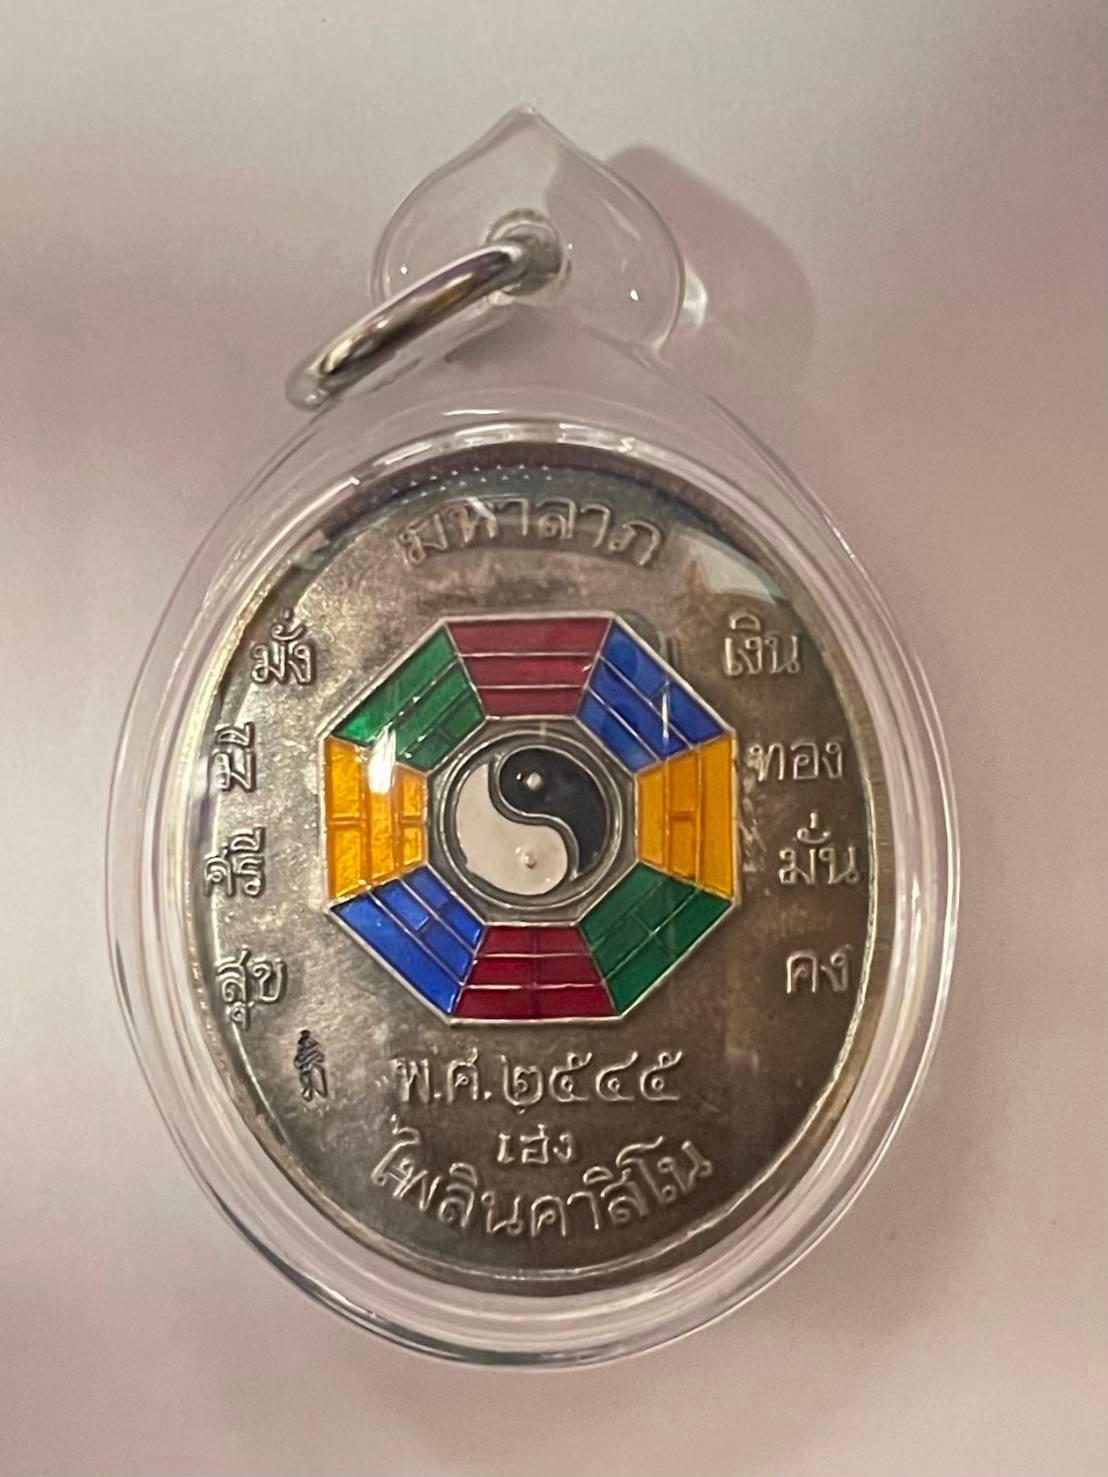 มหาลาภ
มั่ง
มี
ศรี
สุข
เงิน
ทอง
มั่น
คง
พ.ศ.๒๕๔๕
เฮง
ไพลินคาสิโน